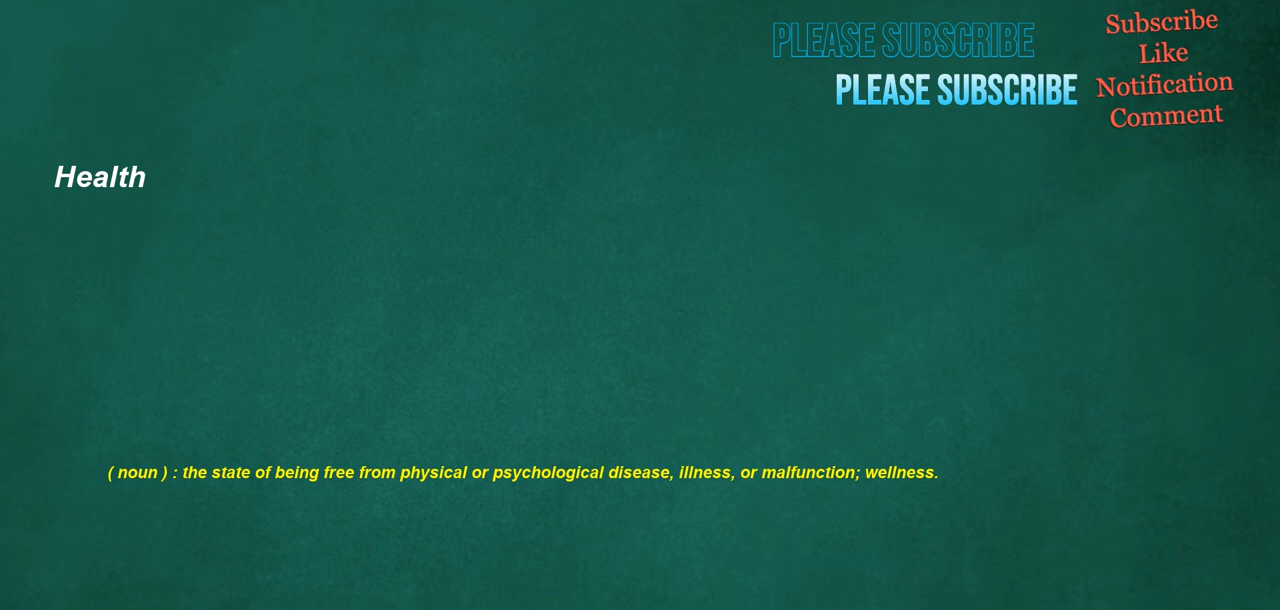 PLEASE SUBSCRIBE
PLEASE SUBSCRIBE
Subscribe
Like
Notification
Comment
Health
( noun ) : the state of being free from physical or psychological disease, illness, or malfunction; wellness.